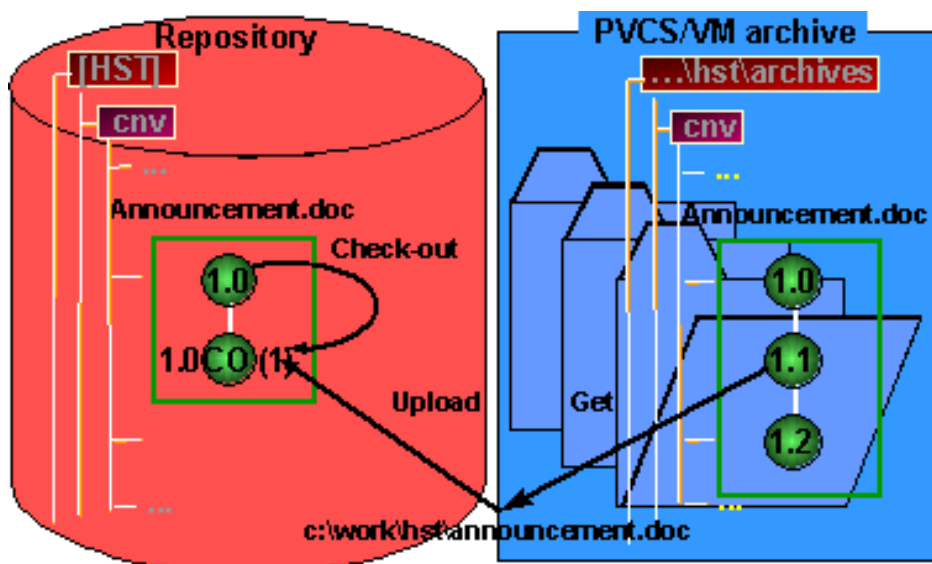 Repository
[HST]
cnv
...
Announcement.doc
Check-out
1.0
1.0CO (1)
Upload
...
PVCS/VM archive
...\hst\archives
cnv
...
Announcement.doc
1.0
1.1
Get
1.2
...
c:\work\hst\announcement.doc